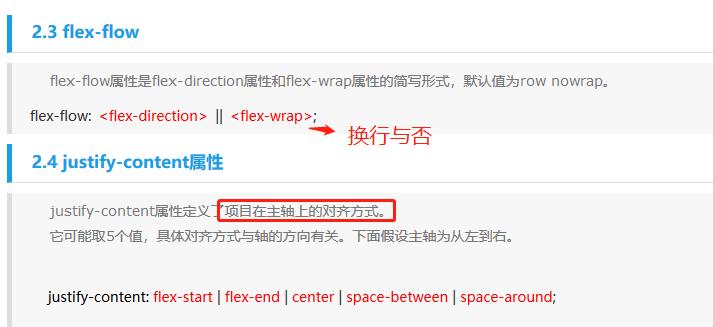 2.3 flex-flow
flex-flow属性是flex-direction属性和flex-wrap属性的简写形式，默认值为row nowrap。
flex-flow: <flex-direction> || <flex-wrap>;
换行与否
2.4 justify-content属性
justify-content属性定义了项目在主轴上的对齐方式。
它可能取5个值，具体对齐方式与轴的方向有关。下面假设主轴为从左到右。
justify-content: flex-start | flex-end | center | space-between | space-around;